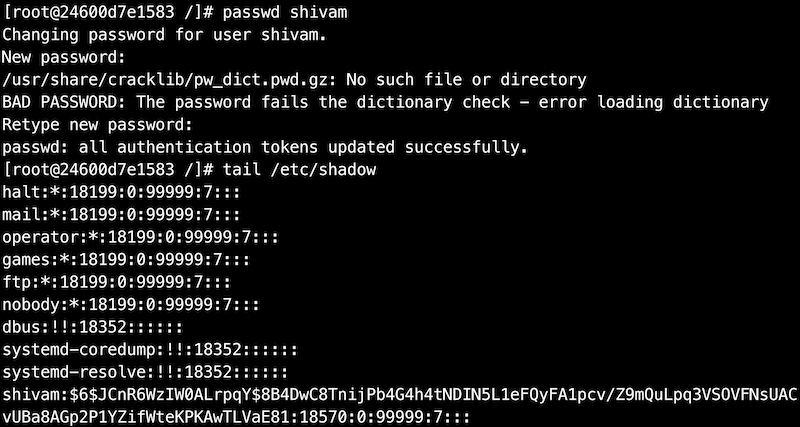 [root@24600d7e1583 /]# passwd shivam
Changing password for user shivam.
New password:
/usr/share/cracklib/pw_dict.pwd.gz: No such file or directory
BAD PASSWORD: The password fails the dictionary check - error loading dictionary
Retype new password:
passwd: all authentication tokens updated successfully.
[root@24600d7e1583 /]# tail /etc/shadow
halt:*:18199:0:99999:7:::
mail:*:18199:0:99999:7:::
operator:*:18199:0:99999:7:::
games:*:18199:0:99999:7:::
ftp:*:18199:0:99999:7:::
nobody:*:18199:0:99999:7:::
dbus:!!:18352::::::
systemd-coredump:!!:18352::::::
systemd-resolve:!!:18352::::::
shivam:$6$JCnR6WzIW0ALrpqY$8B4DwC8TnijPb4G4h4tNDIN5L1eFQyFA1pcv/Z9mQuLpq3VSOVFNsUAC
vUBa8AGp2P1YZifWteKPKAwTLVaE81:18570:0:99999:7:::